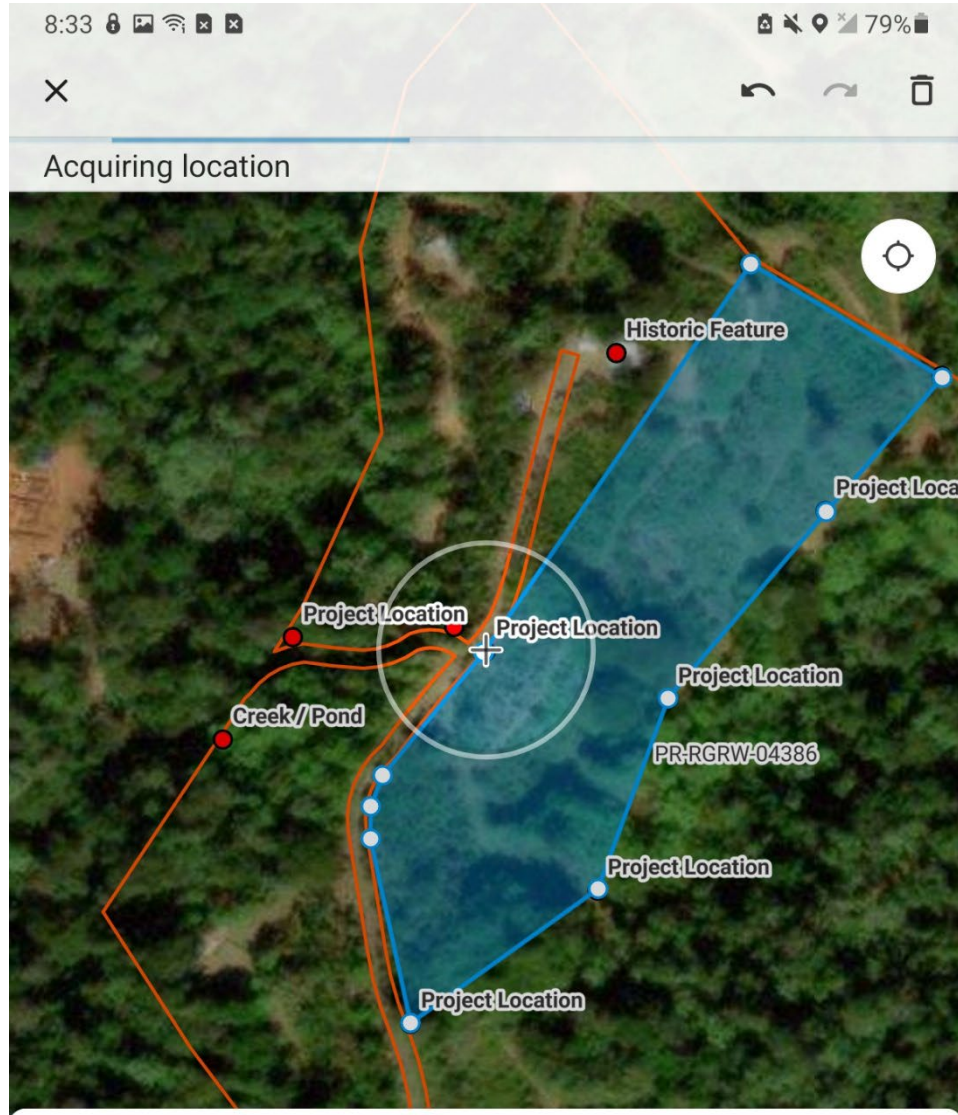 8:33
79%
Acquiring location
Historic Feature
Project Loca
Project Location
Project Location
Project Location
Creek / Pond
PR-RGRW-04386
Project Location
Project Location